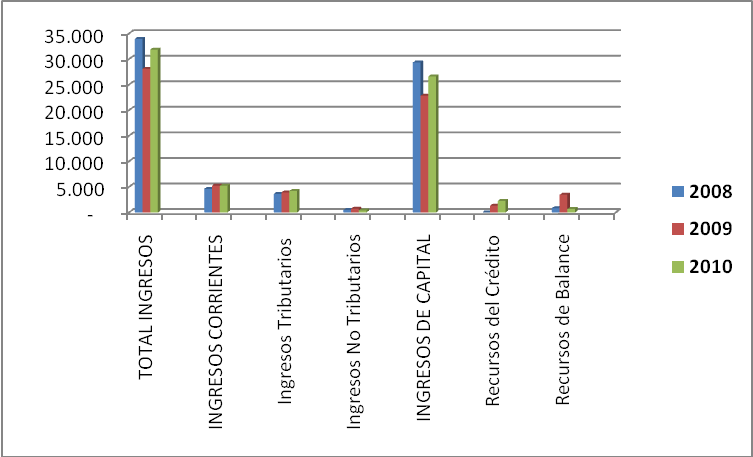 35.000
30.000
25.000
20.000
15.000
10.000
5.000
-
TOTAL INGRESOS
INGRESOS CORRIENTES
Ingresos Tributarios
Ingresos No Tributarios
INGRESOS DE CAPITAL
Recursos del Crédito
Recursos de Balance
2008
2009
2010